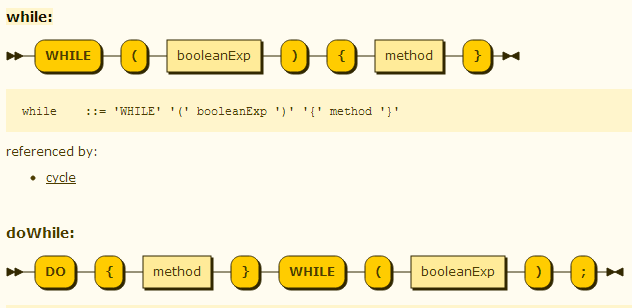 while:
WHILE ( booleanExp ) { method }
while ::= 'WHILE' '(' booleanExp ')' '{' method '}'
referenced by:
• cycle
doWhile:
DO { method } WHILE ( booleanExp ) ;